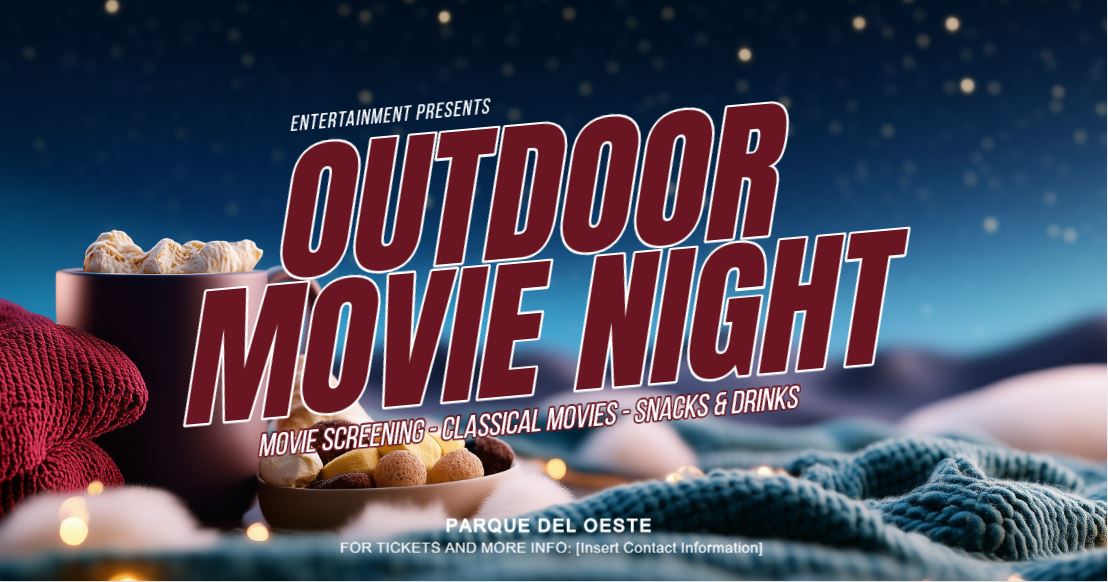 ENTERTAINMENT PRESENTS
OUTDOOR
MOVIE NIGHT
MOVIE SCREENING - CLASSICAL MOVIES - SNACKS & DRINKS
PARQUE DEL OESTE
FOR TICKETS AND MORE INFO: [Insert Contact Information]